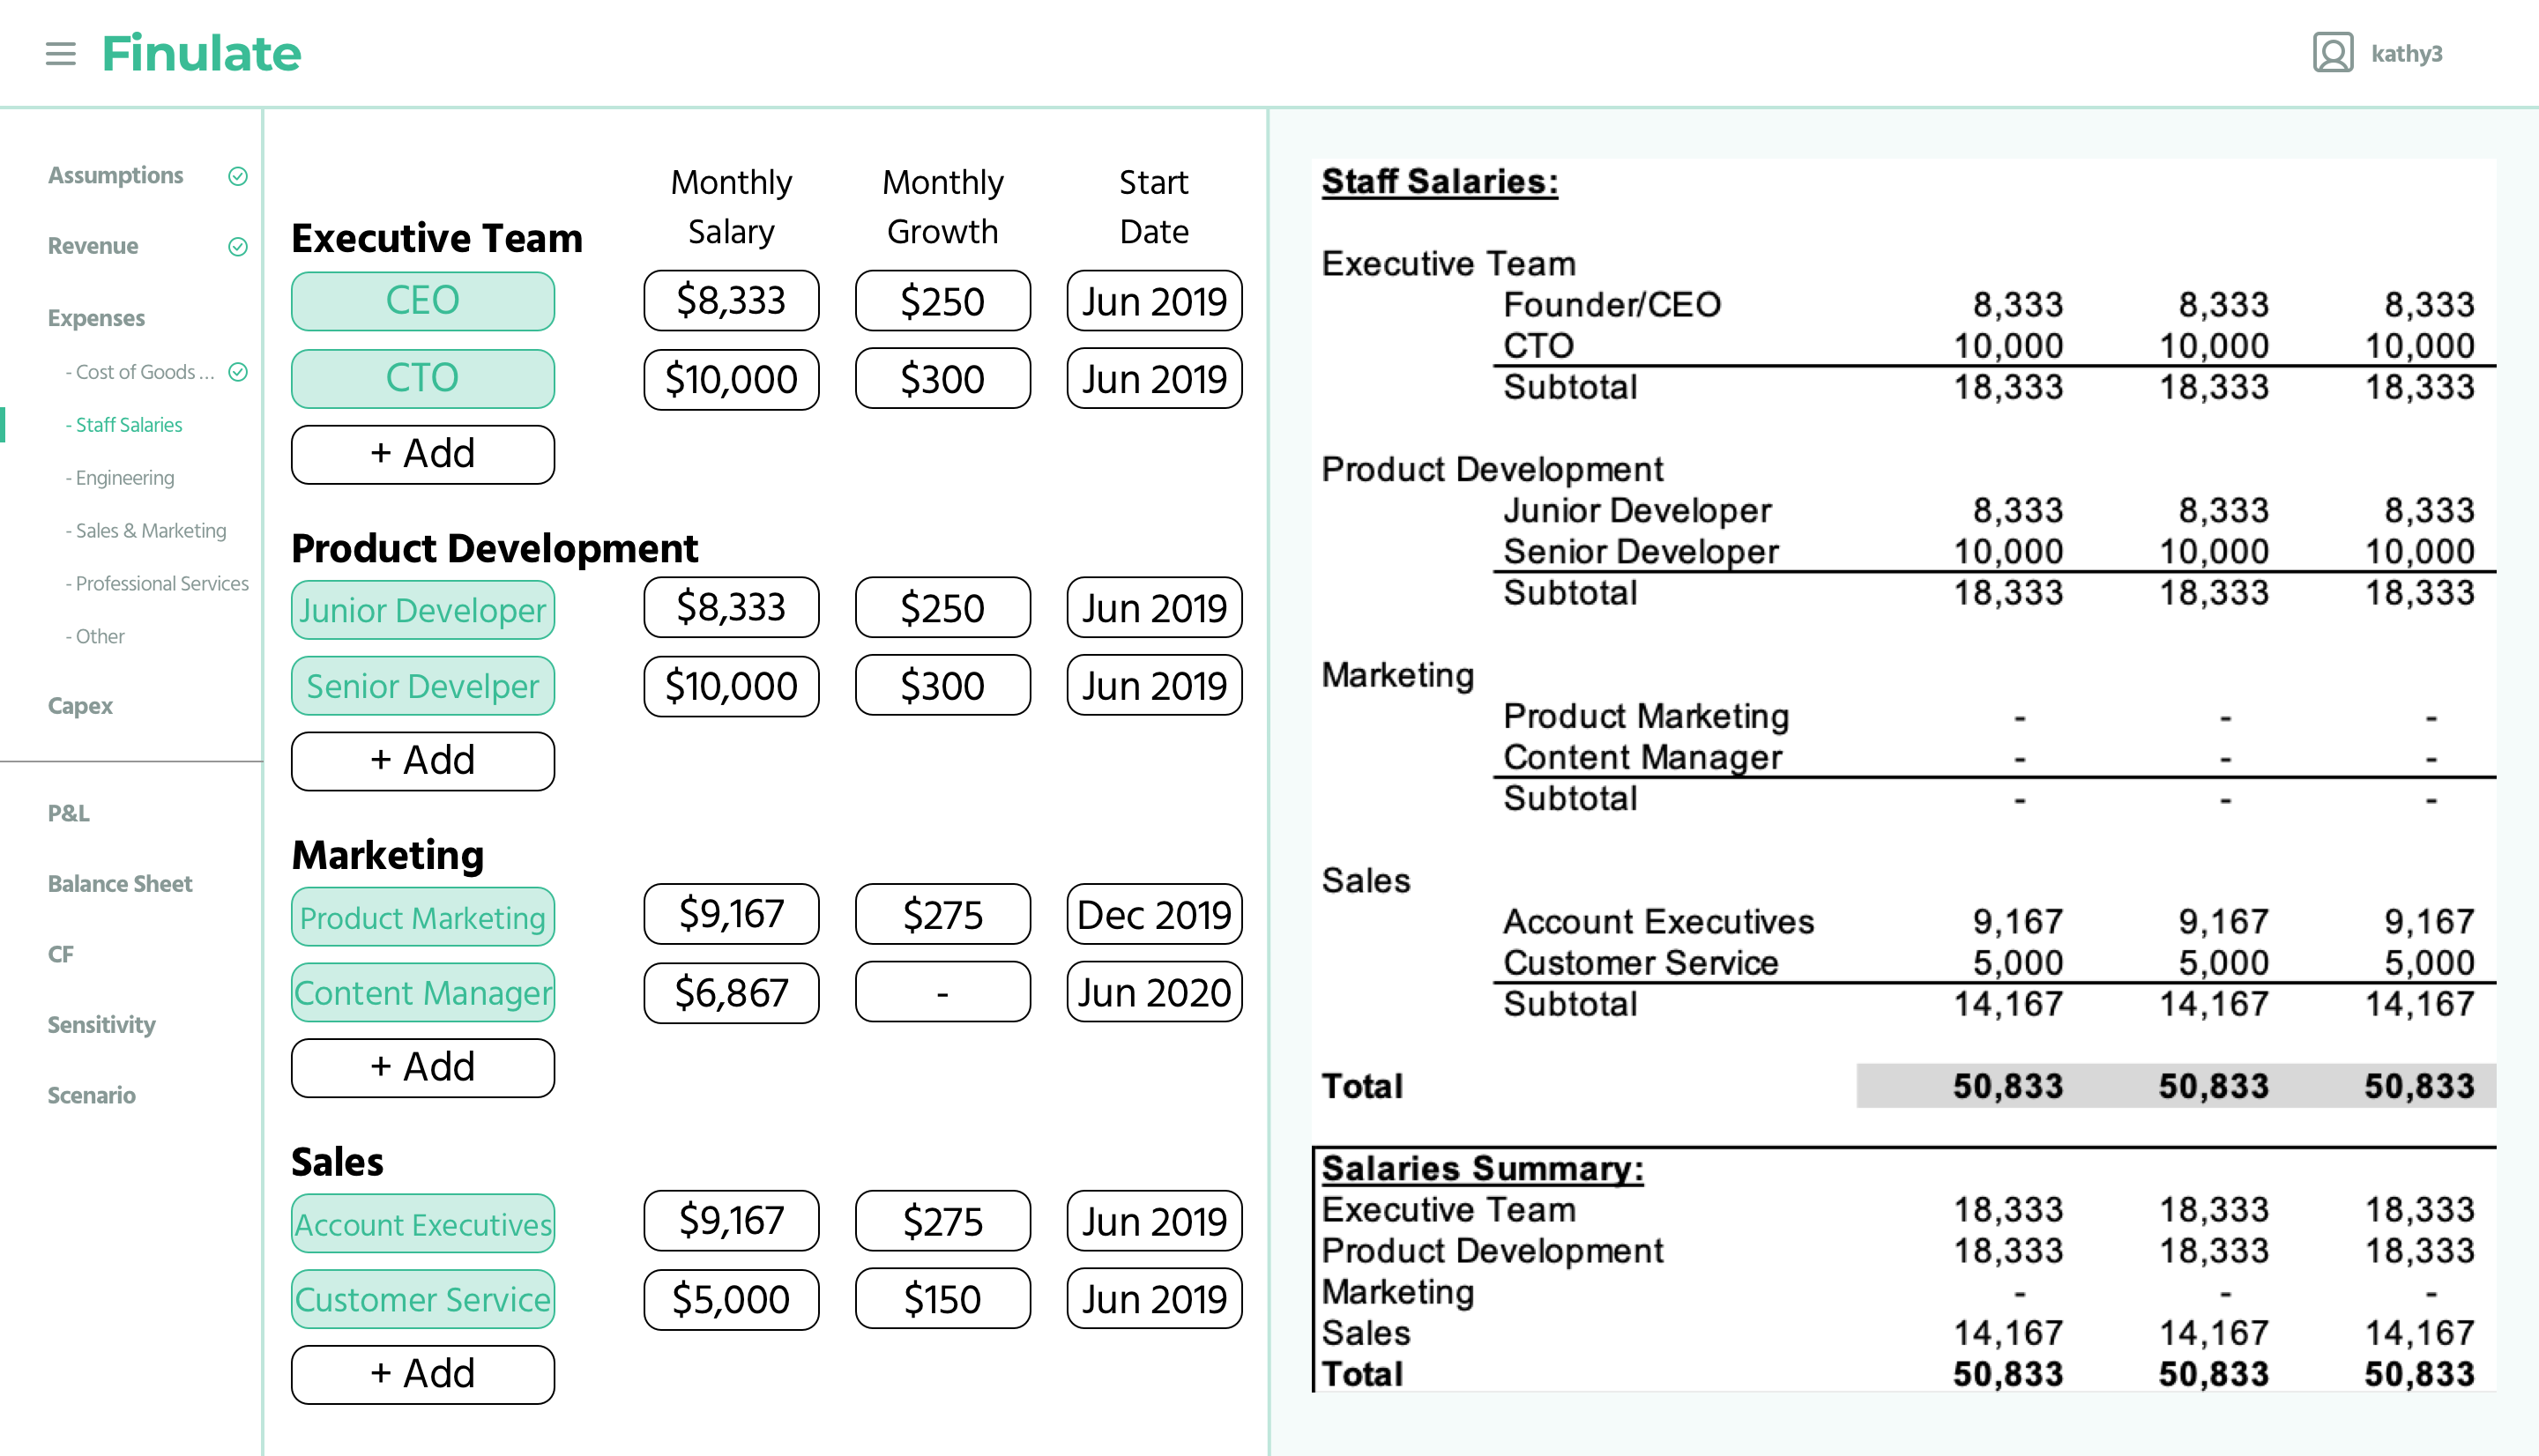 Finulate
kathy3
Assumptions
Revenue
Expenses
- Cost of Goods ...
- Staff Salaries
- Engineering
- Sales & Marketing
- Professional Services
- Other
Capex
P&L
Balance Sheet
CF
Sensitivity
Scenario
Monthly Salary Monthly Growth Start Date
Executive Team
CEO $8,333 $250 Jun 2019
CTO $10,000 $300 Jun 2019
+ Add
Product Development
Junior Developer $8,333 $250 Jun 2019
Senior Develper $10,000 $300 Jun 2019
+ Add
Marketing
Product Marketing $9,167 $275 Dec 2019
Content Manager $6,867 - Jun 2020
+ Add
Sales
Account Executives $9,167 $275 Jun 2019
Customer Service $5,000 $150 Jun 2019
+ Add
Staff Salaries:
Executive Team
Founder/CEO 8,333 8,333 8,333
CTO 10,000 10,000 10,000
Subtotal 18,333 18,333 18,333
Product Development
Junior Developer 8,333 8,333 8,333
Senior Developer 10,000 10,000 10,000
Subtotal 18,333 18,333 18,333
Marketing
Product Marketing - - -
Content Manager - - -
Subtotal - - -
Sales
Account Executives 9,167 9,167 9,167
Customer Service 5,000 5,000 5,000
Subtotal 14,167 14,167 14,167
Total 50,833 50,833 50,833
Salaries Summary:
Executive Team 18,333 18,333 18,333
Product Development 18,333 18,333 18,333
Marketing - - -
Sales 14,167 14,167 14,167
Total 50,833 50,833 50,833